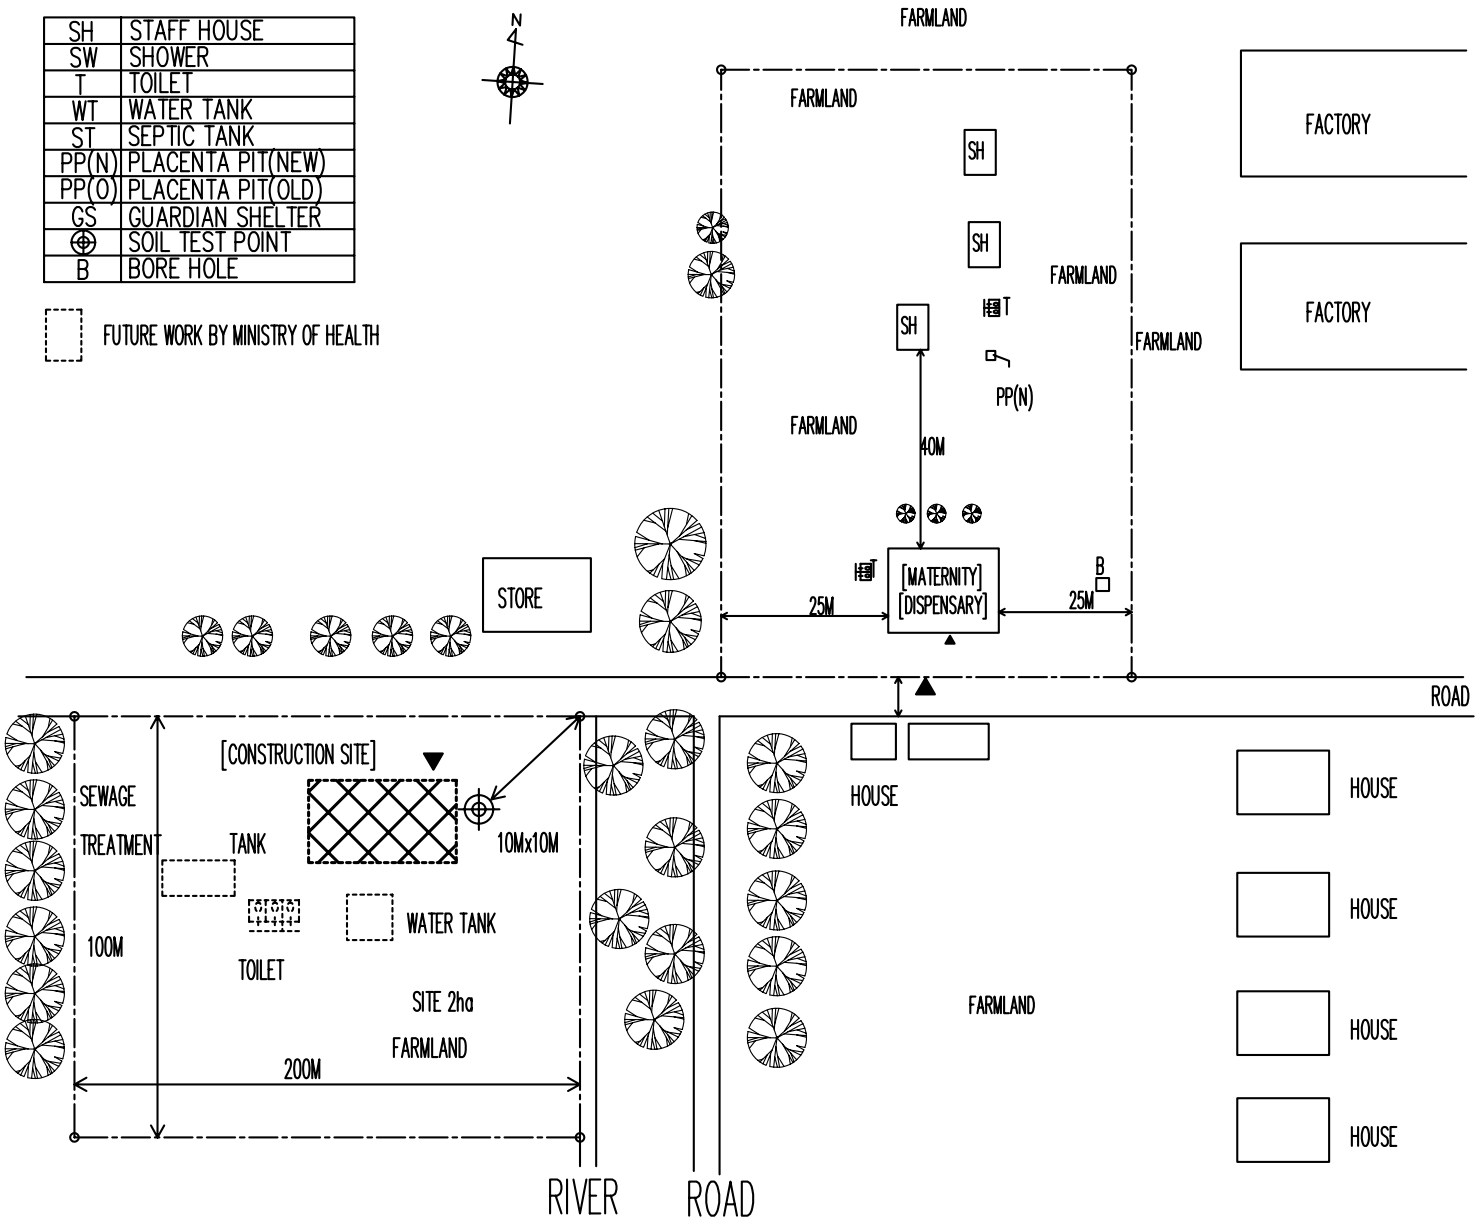 SH STAFF HOUSE
SW SHOWER
T TOILET
WT WATER TANK
ST SEPTIC TANK
PP(N) PLACENTA PIT(NEW)
PP(O) PLACENTA PIT(OLD)
GS GUARDIAN SHELTER
SOIL TEST POINT
B BORE HOLE
FUTURE WORK BY MINISTRY OF HEALTH
N
FARMLAND
FARMLAND
SH
SH
FARMLAND
T
SH
FARMLAND
PP(N)
FARMLAND
40M
FACTORY
FACTORY
T
[MATERNITY]
[DISPENSARY]
B
25M
25M
STORE
ROAD
[CONSTRUCTION SITE]
SEWAGE
TREATMENT TANK
10Mx10M
WATER TANK
100M
TOILET
SITE 2ha
FARMLAND
200M
HOUSE
HOUSE
HOUSE
FARMLAND
HOUSE
HOUSE
RIVER
ROAD